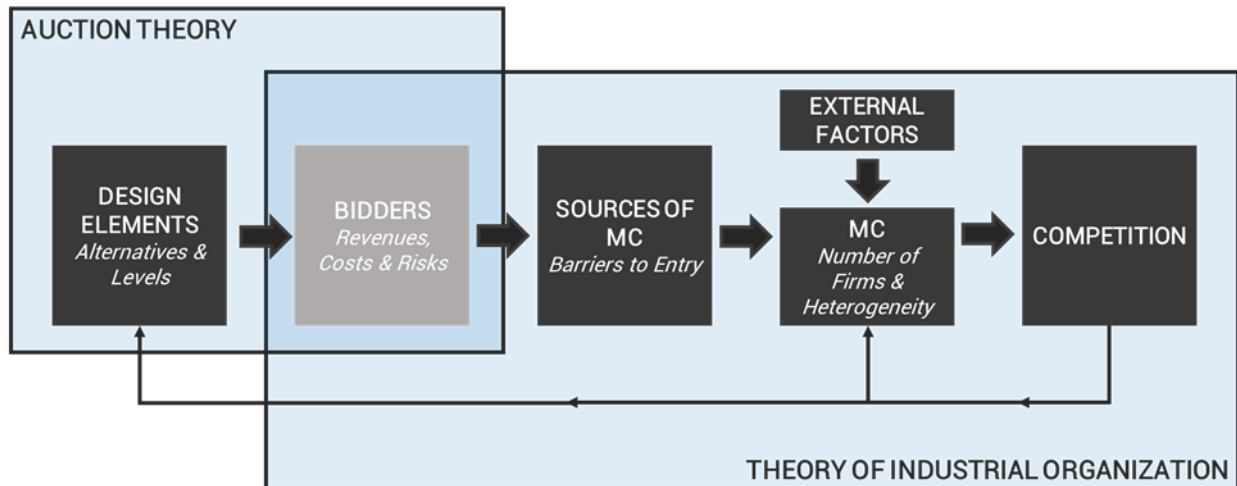 AUCTION THEORY
DESIGN
ELEMENTS
Alternatives &
Levels
BIDDERS
Revenues,
Costs & Risks
SOURCES OF
MC
Barriers to Entry
EXTERNAL
FACTORS
MC
Number of
Firms &
Heterogeneity
COMPETITION
THEORY OF INDUSTRIAL ORGANIZATION